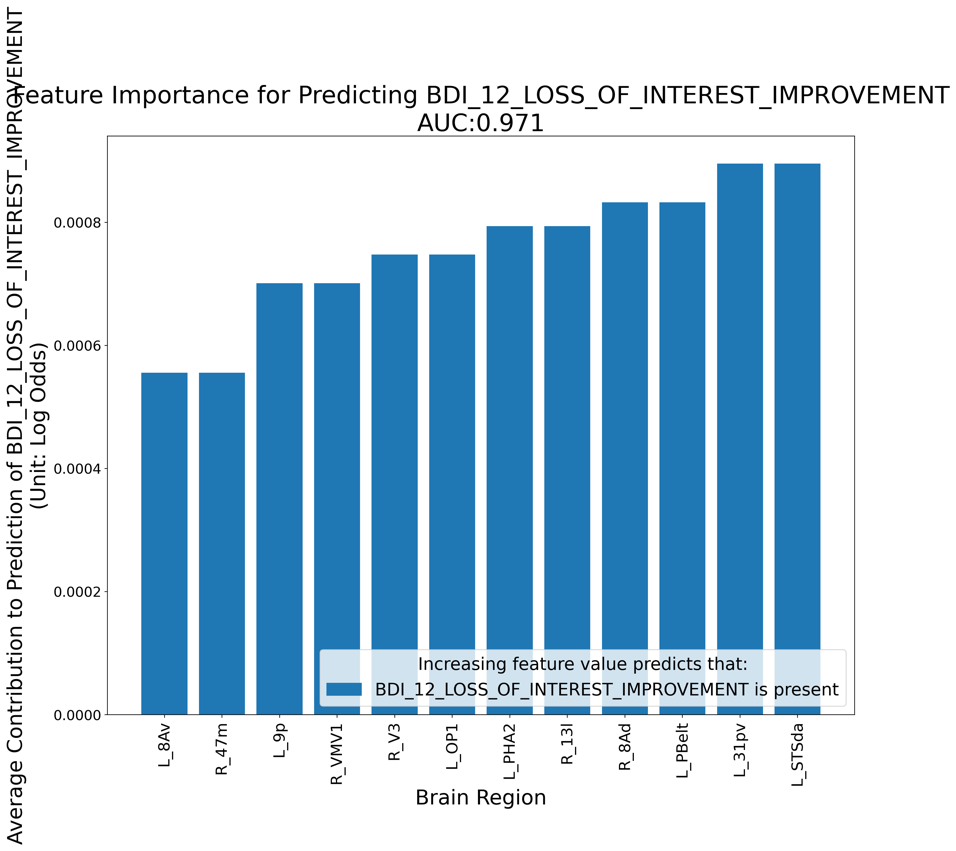 Feature Importance for Predicting BDI_12_LOSS_OF_INTEREST_IMPROVEMENT
AUC:0.971
Average Contribution to Prediction of BDI_12_LOSS_OF_INTEREST_IMPROVEMENT
(Unit: Log Odds)
0.0008
0.0006
0.0004
0.0002
0.0000
Increasing feature value predicts that:
BDI_12_LOSS_OF_INTEREST_IMPROVEMENT is present
L_8Av
R_47m
L_9p
R_VMV1
R_V3
L_OP1
L_PHA2
R_13l
R_8Ad
L_PBelt
L_31pv
L_STSda
Brain Region